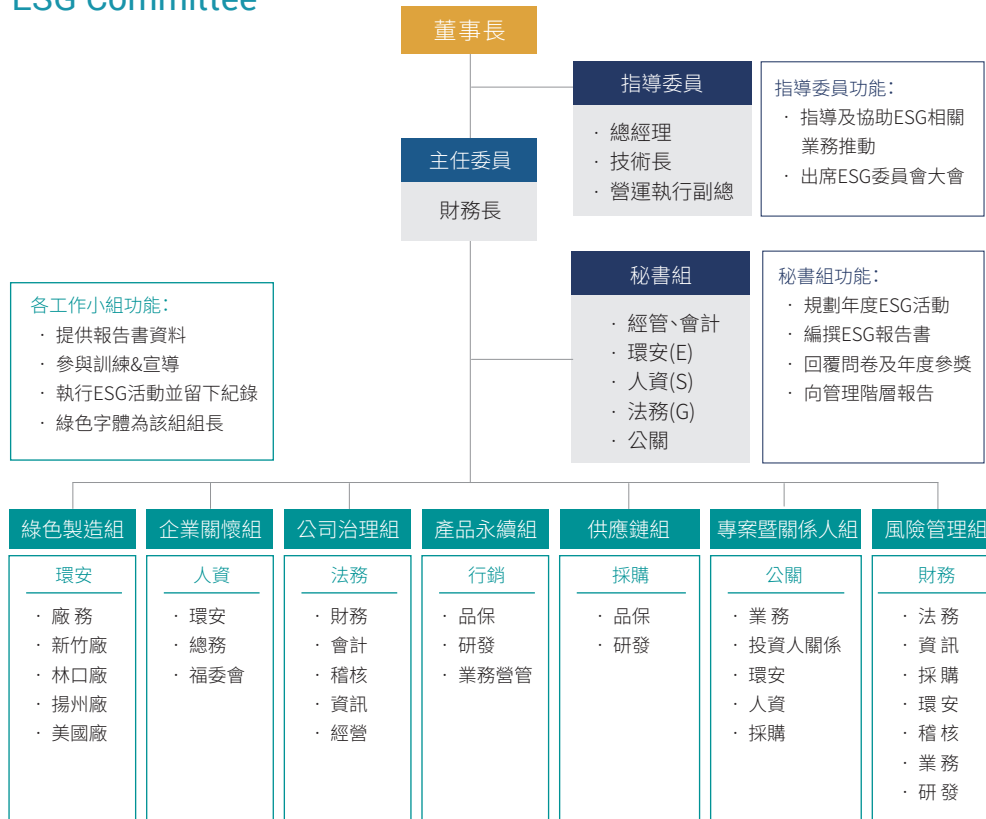 ESG Committee
董事長
指導委員
· 總經理
· 技術長
· 營運執行副總
指導委員功能：
· 指導及協助ESG相關
業務推動
· 出席ESG委員會大會
主任委員
財務長
秘書組
· 經管、會計
· 環安(E)
· 人資(S)
· 法務(G)
· 公關
秘書組功能：
· 規劃年度ESG活動
· 編撰ESG報告書
· 回覆問卷及年度參獎
· 向管理階層報告
各工作小組功能：
· 提供報告書資料
· 參與訓練&宣導
· 執行ESG活動並留下紀錄
· 綠色字體為該組組長
綠色製造組
環安
· 廠務
· 新竹廠
· 林口廠
· 揚州廠
· 美國廠
企業關懷組
人資
· 環安
· 總務
· 福委會
公司治理組
法務
· 財務
· 會計
· 稽核
· 資訊
· 經營
產品永續組
行銷
· 品保
· 研發
· 業務營管
供應鏈組
採購
· 品保
· 研發
專案暨關係人組
公關
· 業務
· 投資人關係
· 環安
· 人資
· 採購
風險管理組
財務
· 法務
· 資訊
· 採購
· 環安
· 稽核
· 業務
· 研發